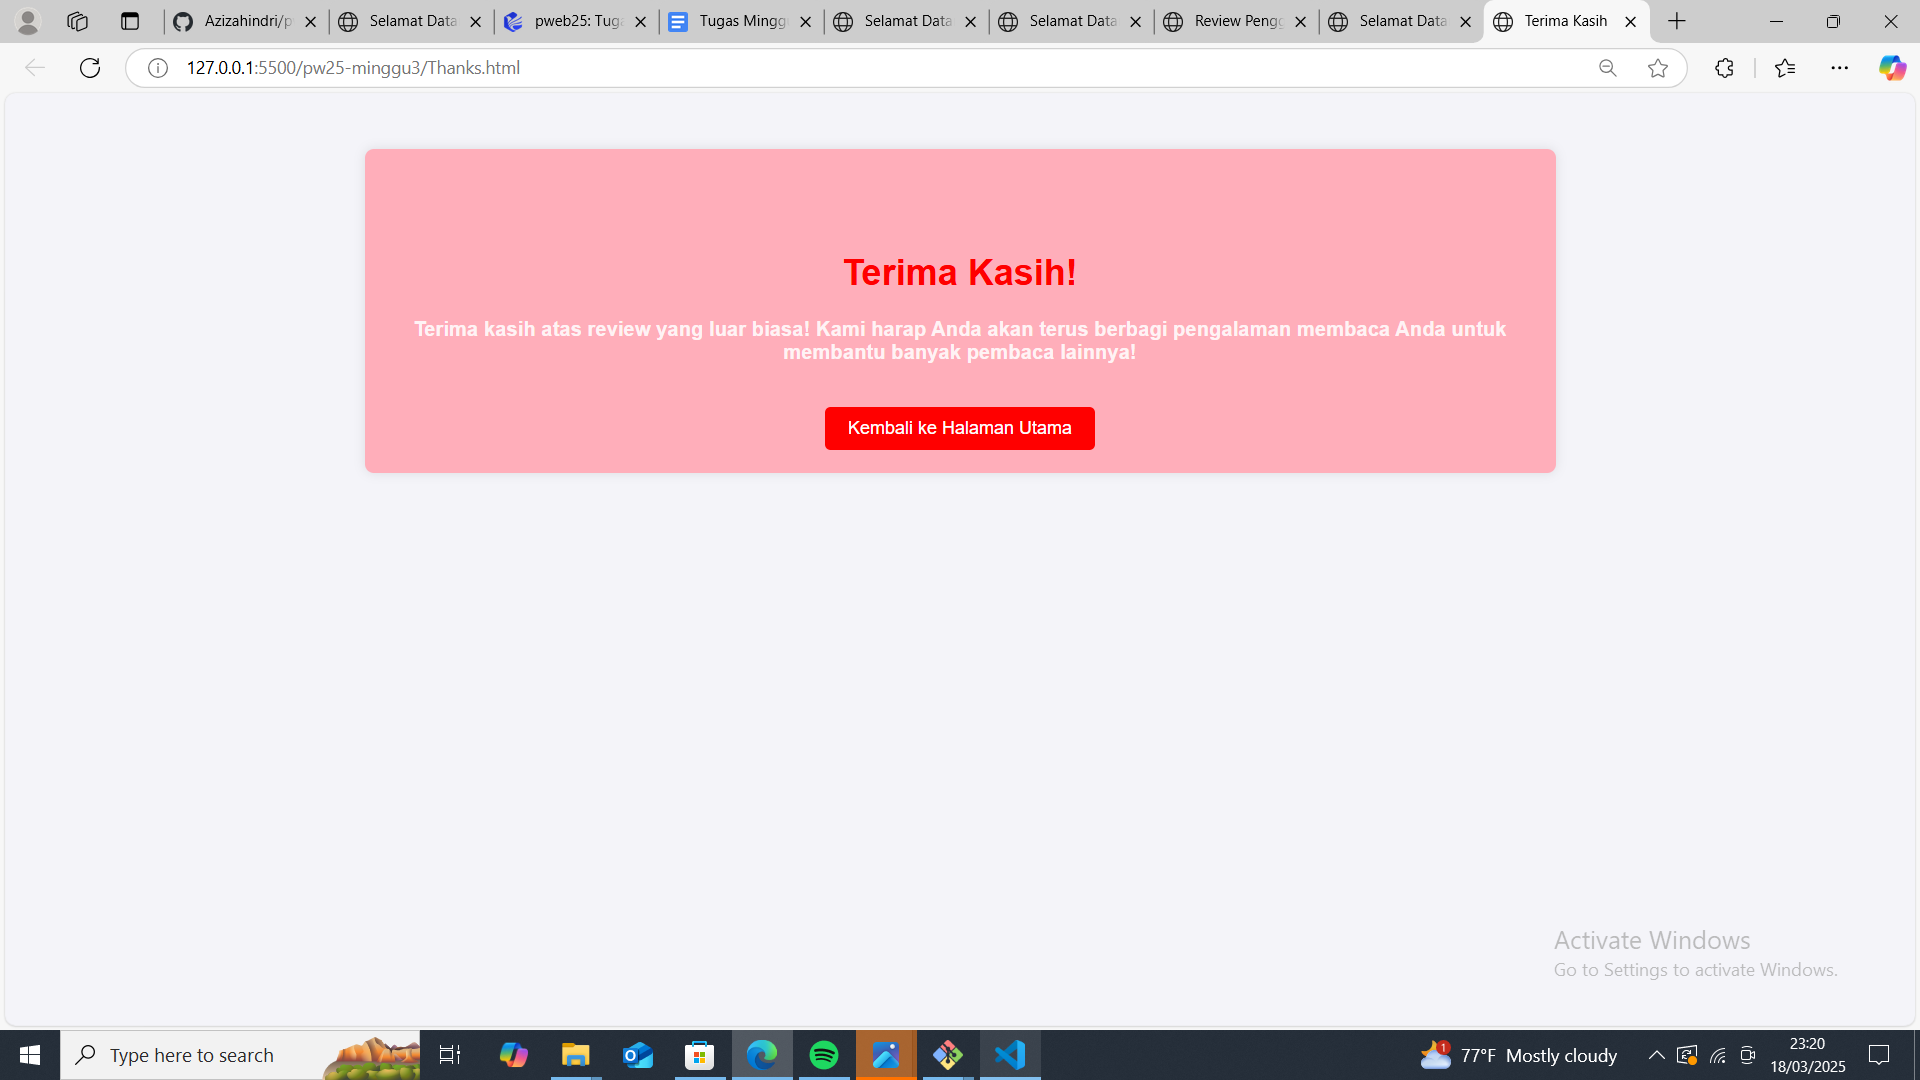 Azizahindri/p
Selamat Data
pweb25: Tuga
Tugas Mingg
Selamat Data
Selamat Data
Review Pengg
Selamat Data
Terima Kasih
127.0.0.1:5500/pw25-minggu3/Thanks.html
Terima Kasih!
Terima kasih atas review yang luar biasa! Kami harap Anda akan terus berbagi pengalaman membaca Anda untuk
membantu banyak pembaca lainnya!
Kembali ke Halaman Utama
Activate Windows
Go to Settings to activate Windows.
Type here to search
1
77°F Mostly cloudy
23:20
18/03/2025